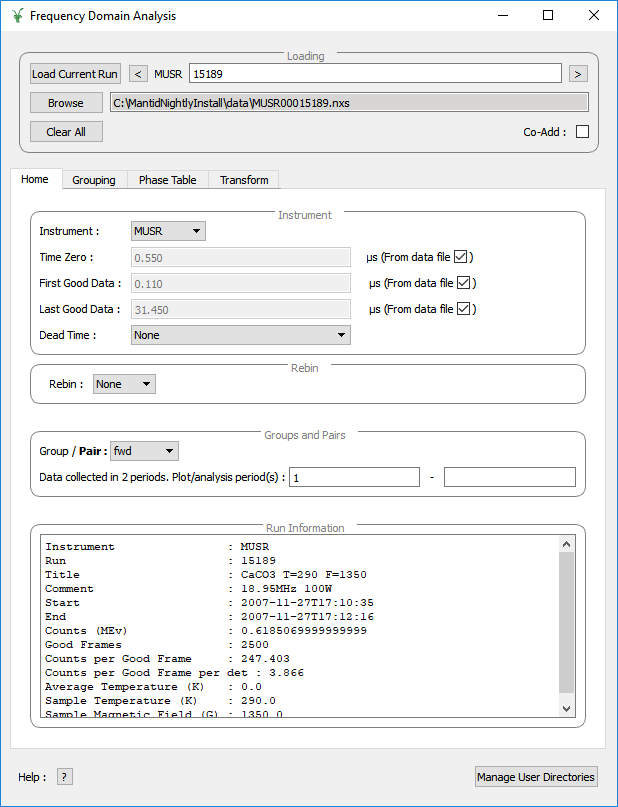 Frequency Domain Analysis
Loading
Load Current Run < MUSR 15189 >
Browse C:\MantidNightlyInstall\data\MUSR00015189.nxs
Clear All Co-Add :
Home Grouping Phase Table Transform
Instrument
Instrument : MUSR
Time Zero : 0.550 µs (From data file )
First Good Data : 0.110 µs (From data file )
Last Good Data : 31.450 µs (From data file )
Dead Time : None
Rebin
Rebin : None
Groups and Pairs
Group / Pair : fwd
Data collected in 2 periods. Plot/analysis period(s) : 1 -
Run Information
Instrument : MUSR
Run : 15189
Title : CaCO3 T=290 F=1350
Comment : 18.95MHz 100W
Start : 2007-11-27T17:10:35
End : 2007-11-27T17:12:16
Counts (MEv) : 0.6185069999999999
Good Frames : 2500
Counts per Good Frame : 247.403
Counts per Good Frame per det : 3.866
Average Temperature (K) : 0.0
Sample Temperature (K) : 290.0
Sample Magnetic Field (G) : 1350.0
Help : ? Manage User Directories